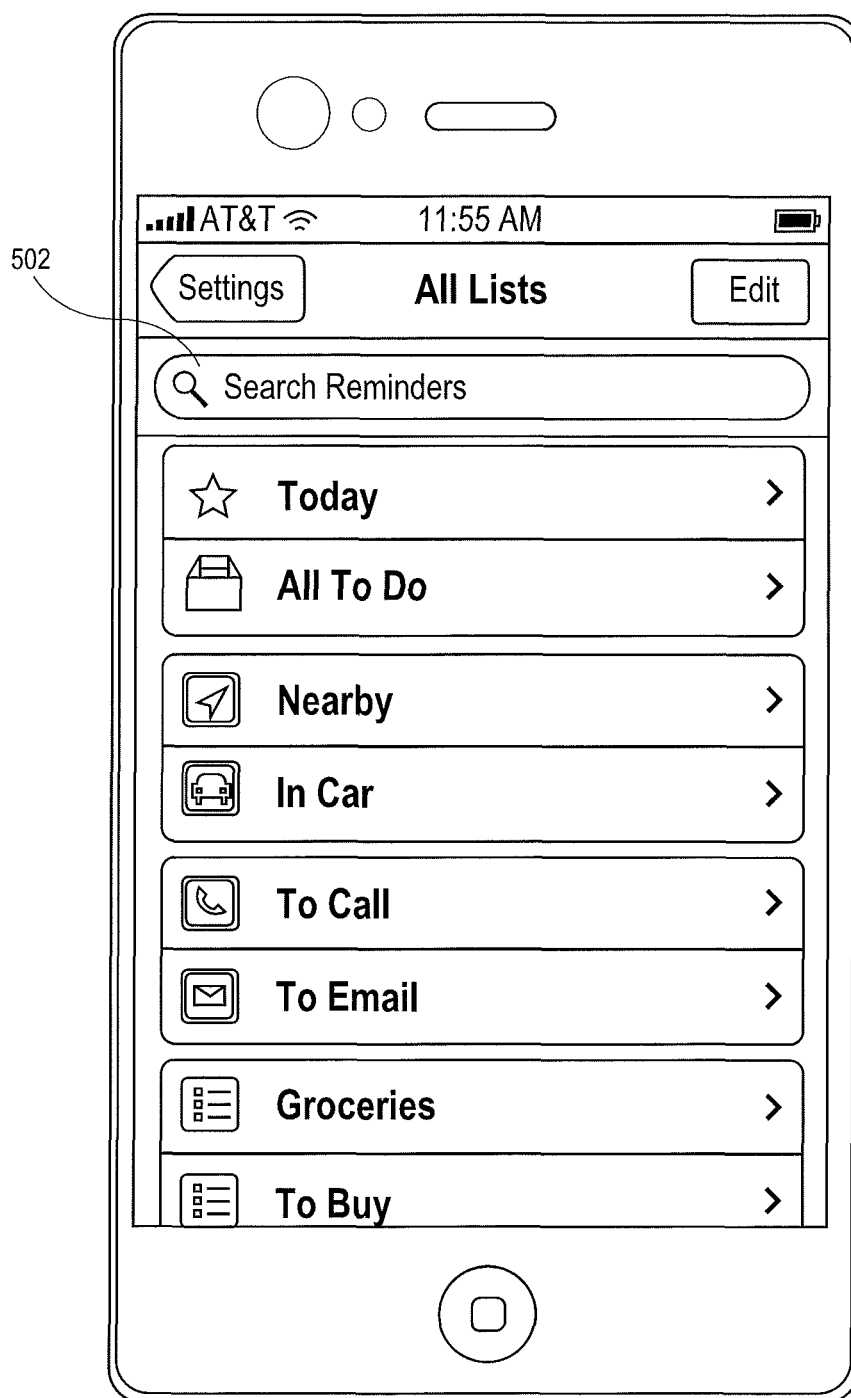 AT&T 11:55 AM
502
Settings All Lists Edit
Search Reminders
Today
All To Do
Nearby
In Car
To Call
To Email
Groceries
To Buy